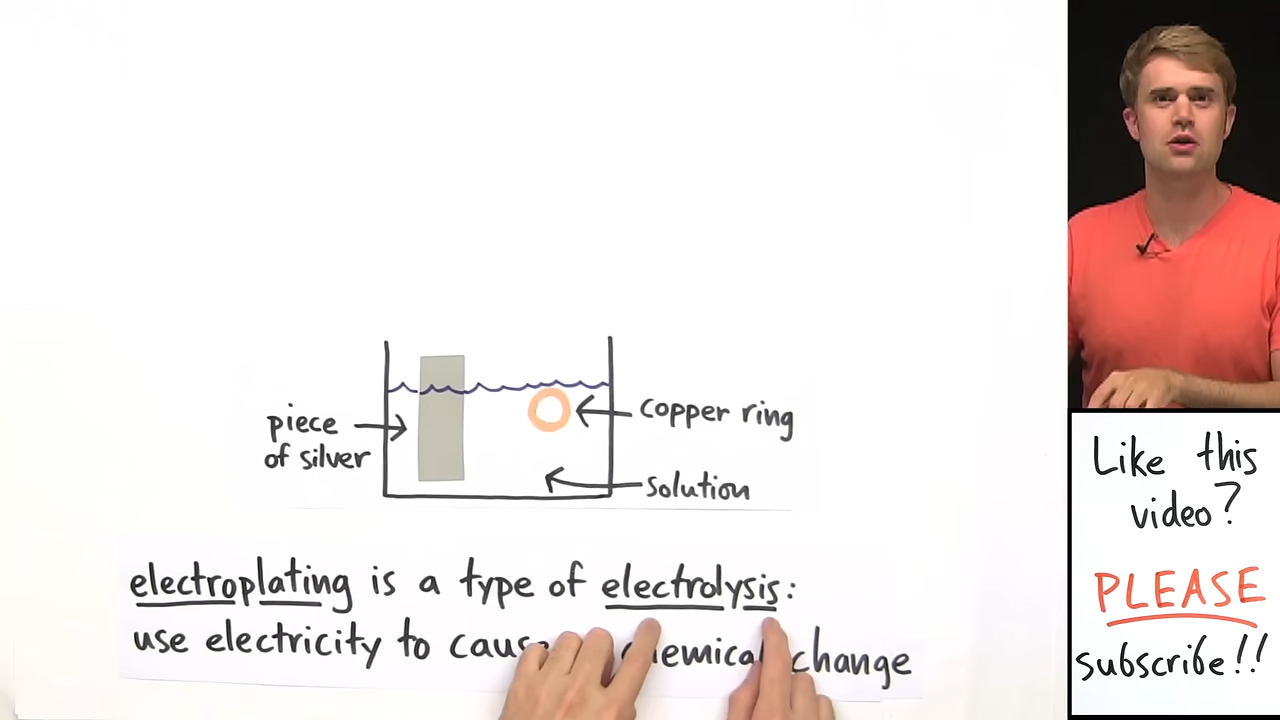 piece
of silver
copper ring
solution
electroplating is a type of electrolysis:
use electricity to change
Like this
video?
PLEASE
subscribe!!